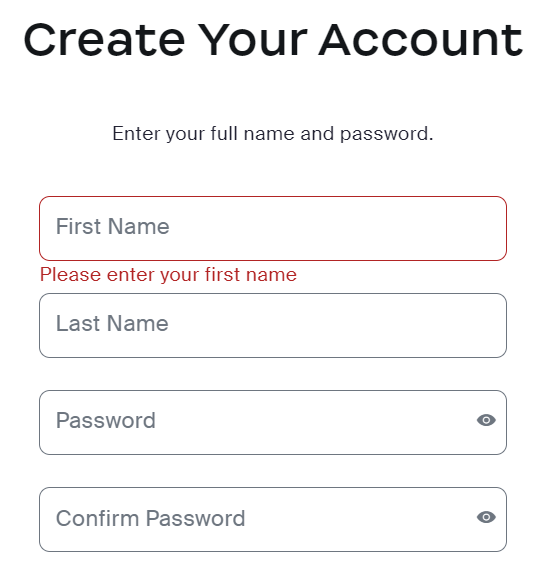 Create Your Account
Enter your full name and password.
First Name
Please enter your first name
Last Name
Password
Confirm Password